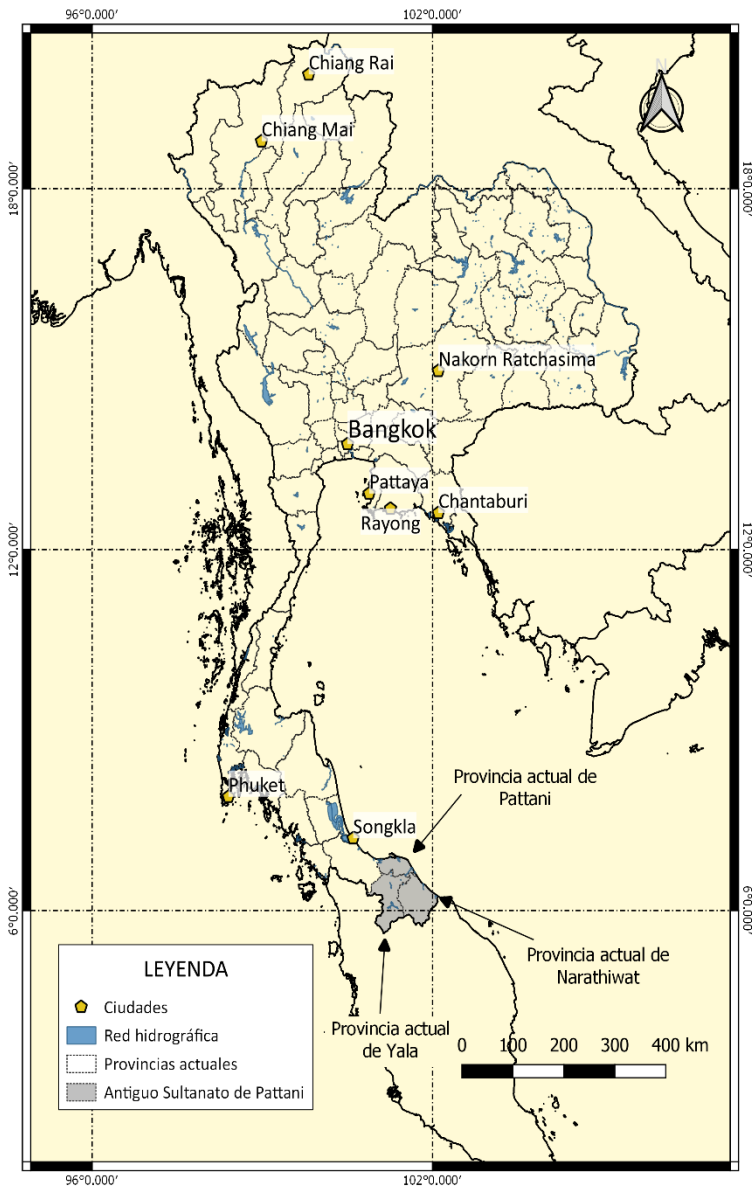 96°0.000'
102°0.000'
N
Chiang Rai
Chiang Mai
18°0.000'
18°0.000'
Nakorn Ratchasima
Bangkok
Pattaya
Chantaburi
Rayong
12°0.000'
12°0.000'
Provincia actual de
Pattani
Phuket
Songkla
6°0.000'
6°0.000'
Provincia actual de
Narathiwat
LEYENDA
Ciudades
Red hidrográfica
Provincias actuales
Antiguo Sultanato de Pattani
Provincia actual
de Yala
0 100 200 300 400 km
96°0.000'
102°0.000'